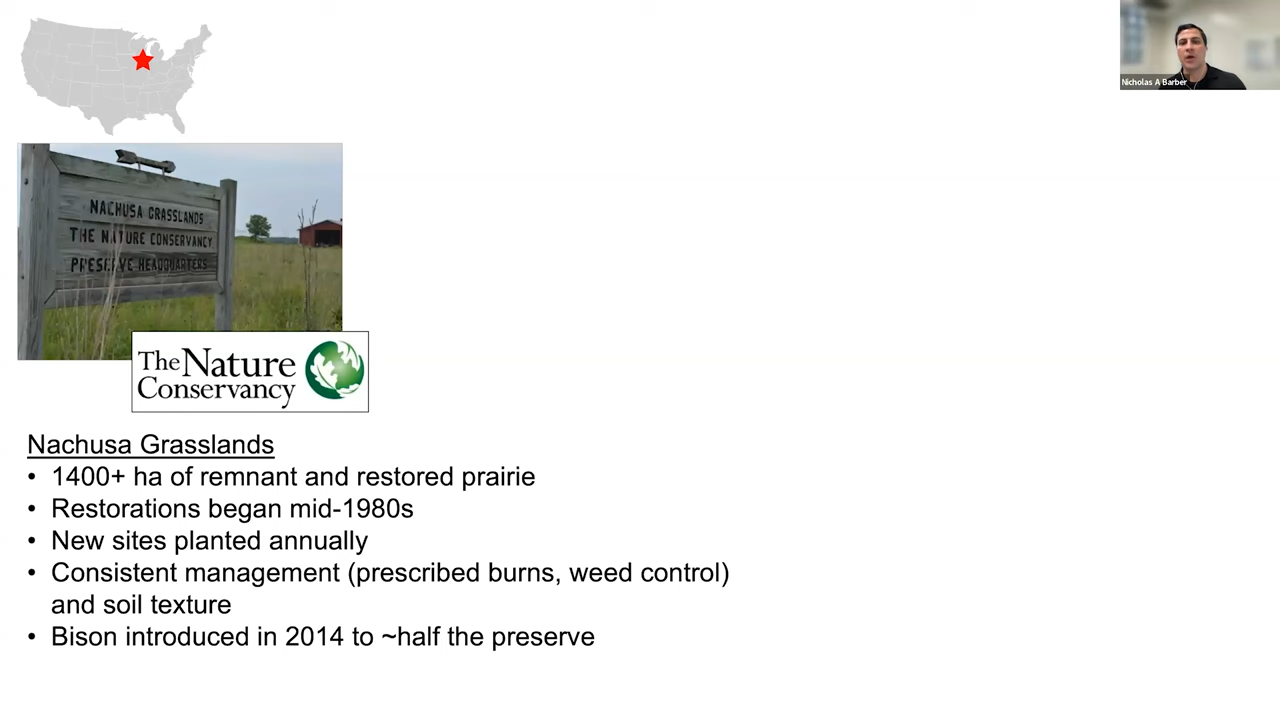 Nicholas A Barber
NACHUSA GRASSLANDS
THE NATURE CONSERVANCY
PRESERVE HEADQUARTERS
The Nature
Conservancy
Nachusa Grasslands
• 1400+ ha of remnant and restored prairie
• Restorations began mid-1980s
• New sites planted annually
• Consistent management (prescribed burns, weed control)
and soil texture
• Bison introduced in 2014 to ~half the preserve